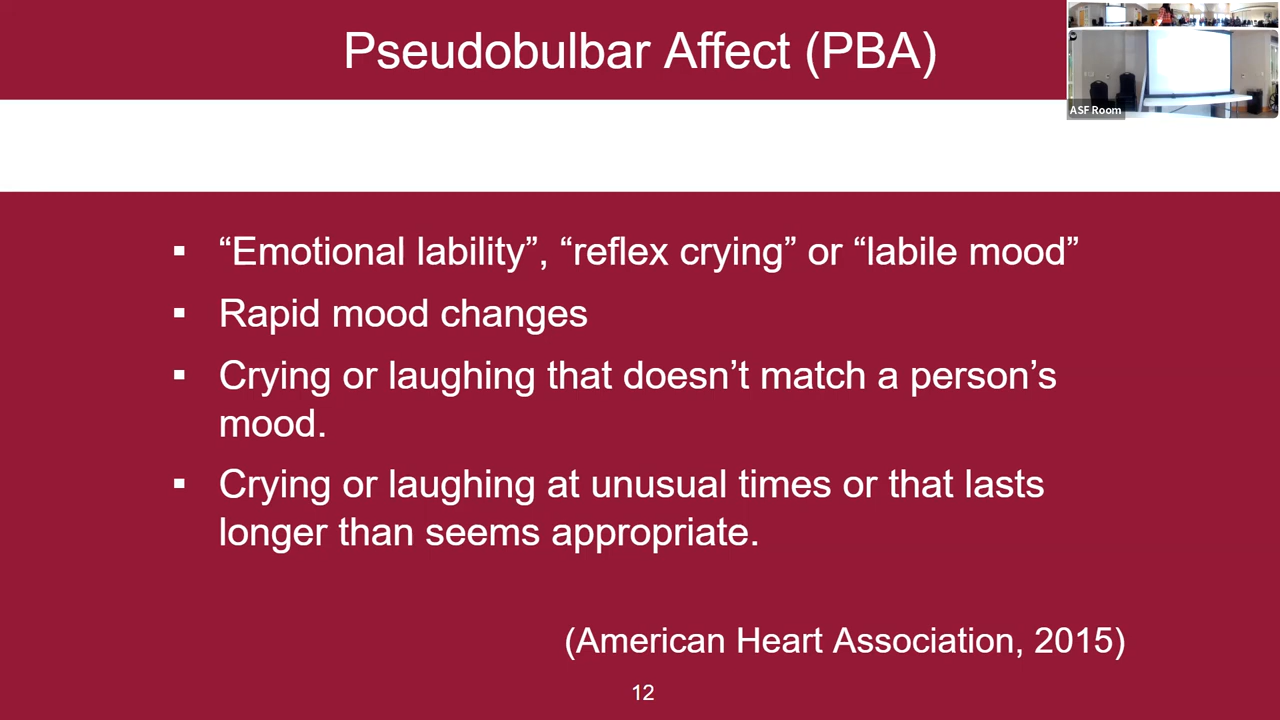 Pseudobulbar Affect (PBA)
ASF Room
▪ “Emotional lability”, “reflex crying” or “labile mood”
▪ Rapid mood changes
▪ Crying or laughing that doesn’t match a person’s
mood.
▪ Crying or laughing at unusual times or that lasts
longer than seems appropriate.
(American Heart Association, 2015)
12